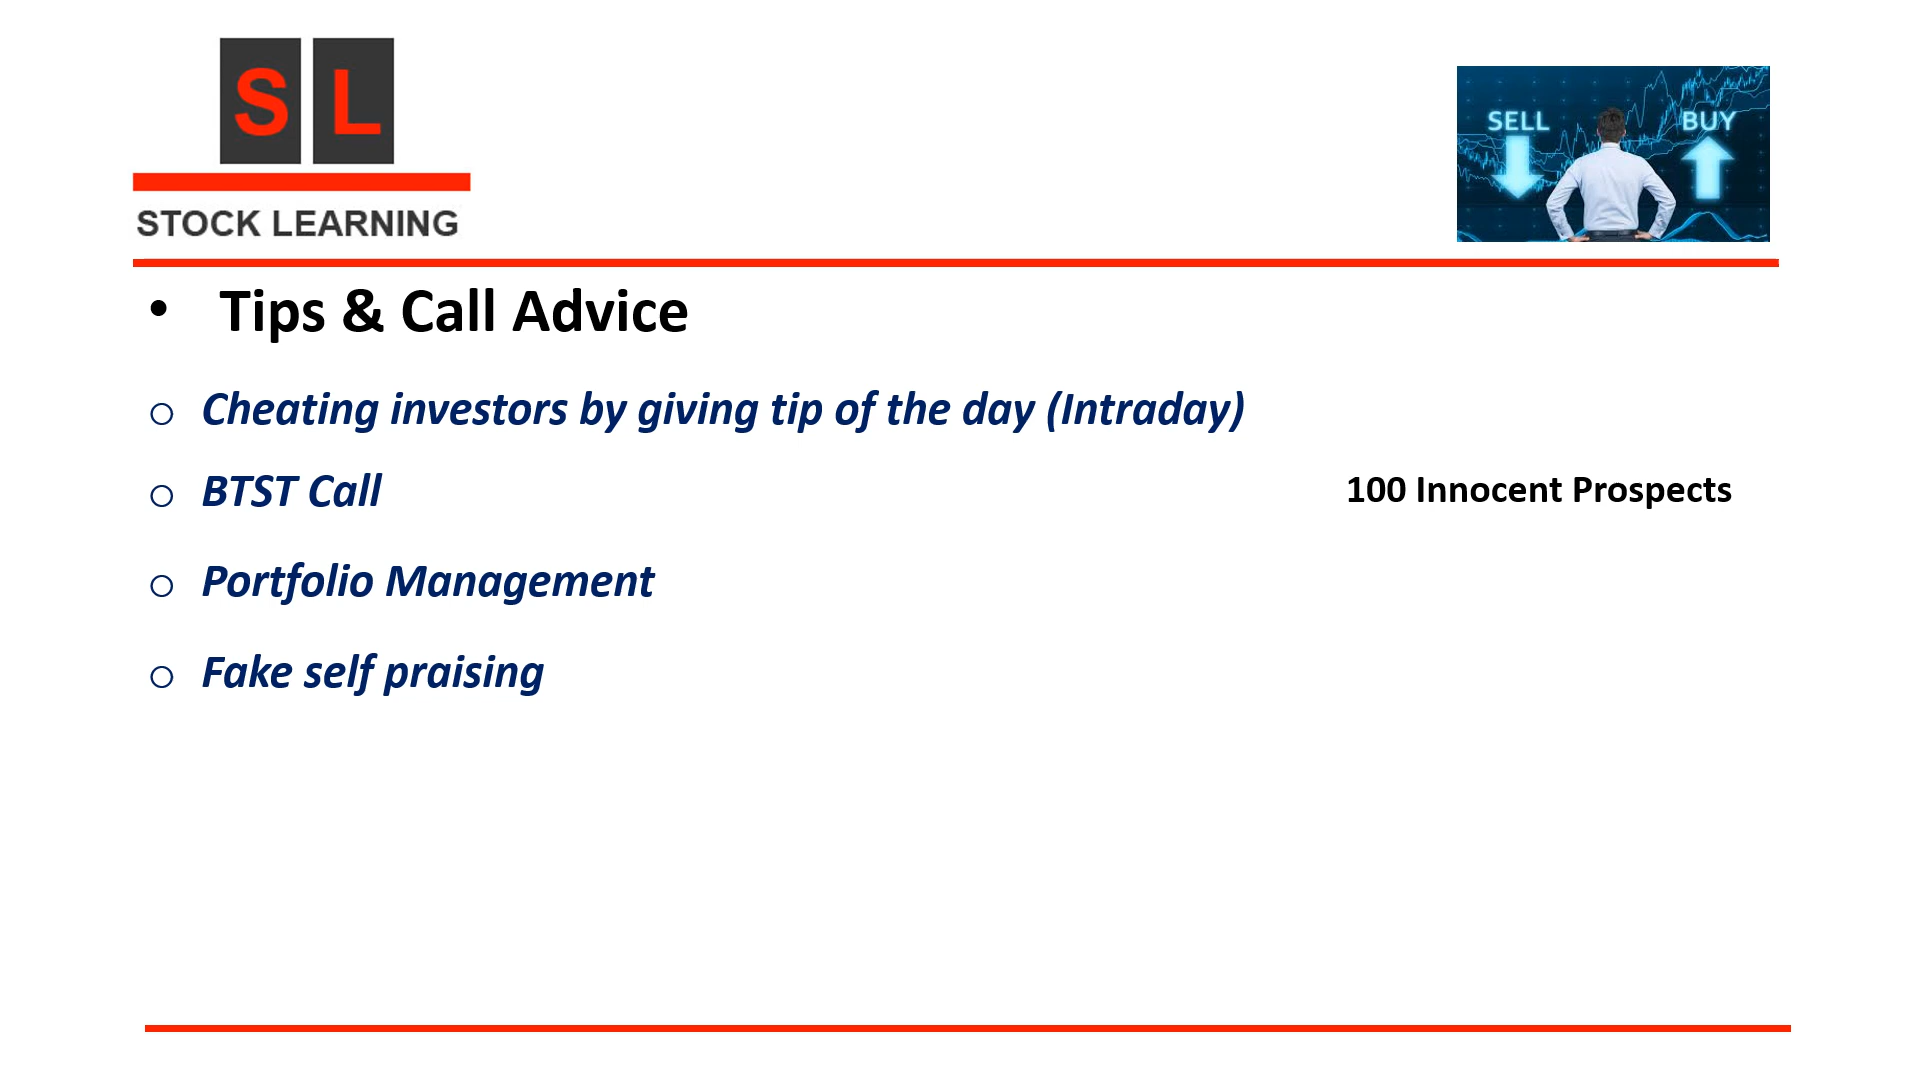 S L
STOCK LEARNING
SELL BUY
• Tips & Call Advice
o Cheating investors by giving tip of the day (Intraday)
o BTST Call
100 Innocent Prospects
o Portfolio Management
o Fake self praising